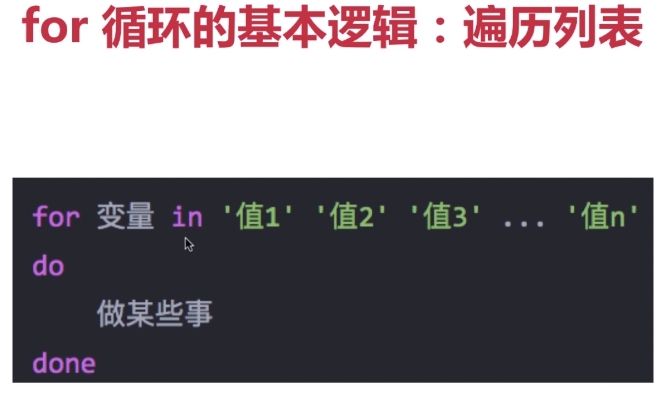 for 循环的基本逻辑：遍历列表
for 变量 in '值1' '值2' '值3' ... '值n'
do
    做某些事
done